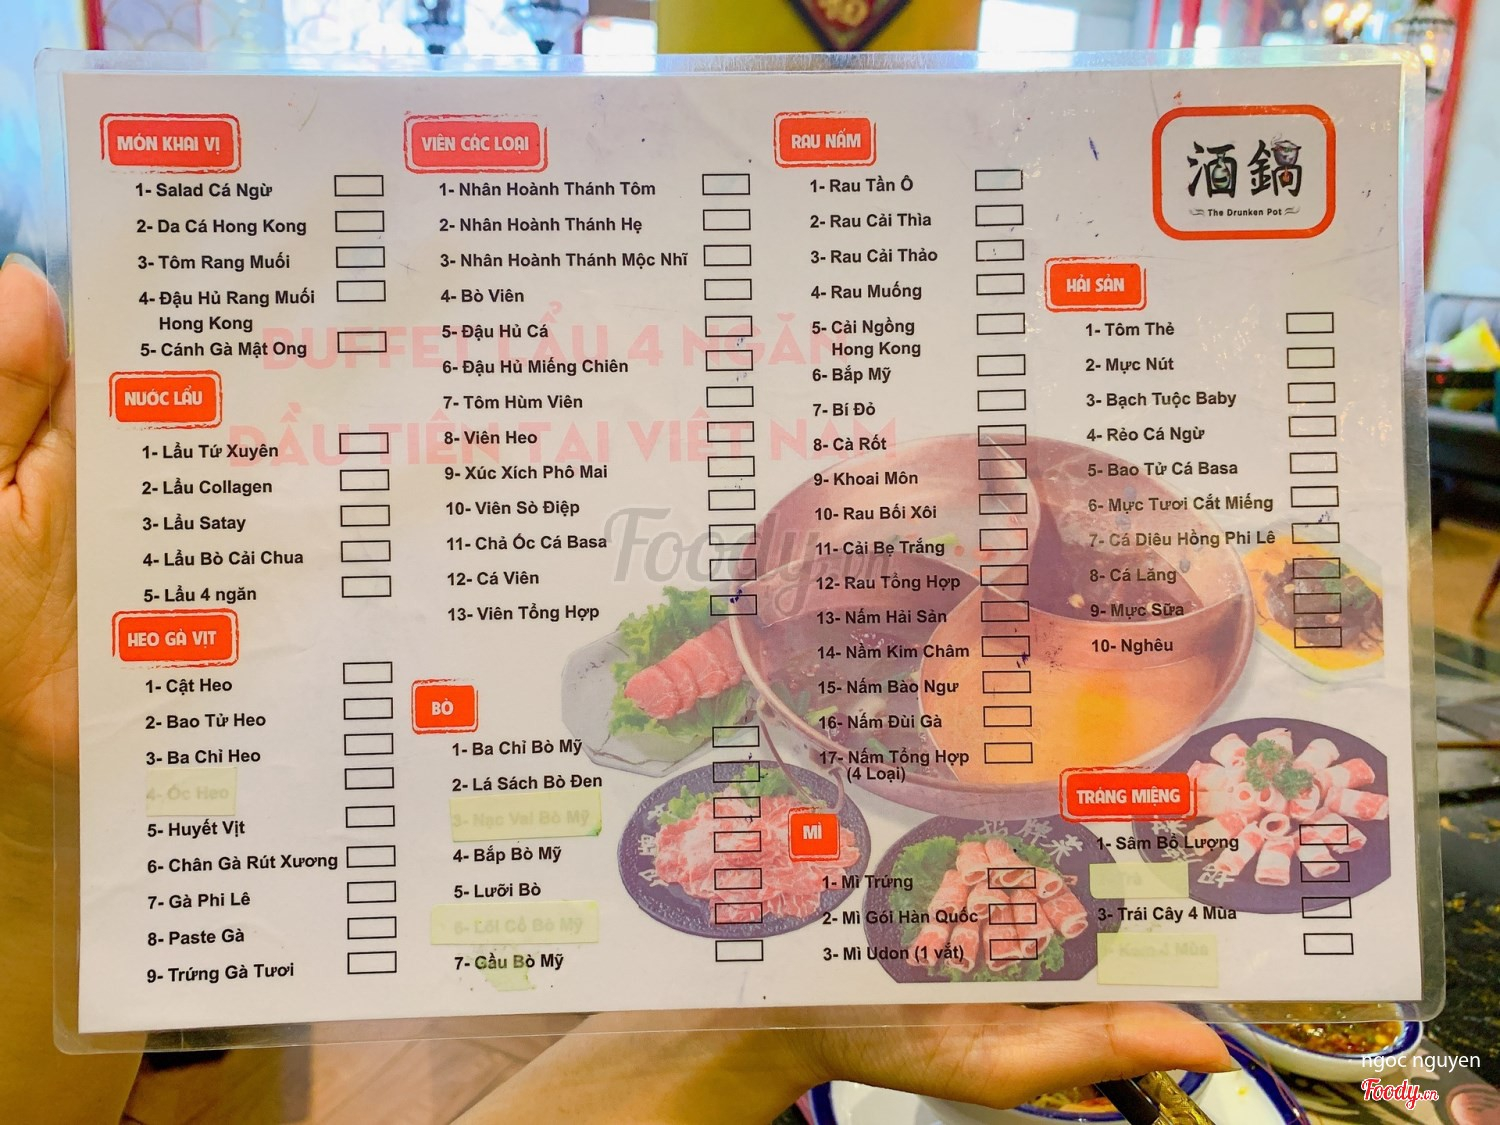 MÓN KHAI VỊ
1- Salad Cá Ngừ
2- Da Cá Hong Kong
3- Tôm Rang Muối
4- Đậu Hủ Rang Muối
Hong Kong
5- Cánh Gà Mật Ong
NƯỚC LẨU
1- Lẩu Tứ Xuyên
2- Lẩu Collagen
3- Lẩu Satay
4- Lẩu Bò Cải Chua
5- Lẩu 4 ngăn
HEO GÀ VỊT
1- Cật Heo
2- Bao Tử Heo
3- Ba Chỉ Heo
4- Óc Heo
5- Huyết Vịt
6- Chân Gà Rút Xương
7- Gà Phi Lê
8- Paste Gà
9- Trứng Gà Tươi
VIÊN CÁC LOẠI
1- Nhân Hoành Thánh Tôm
2- Nhân Hoành Thánh Hẹ
3- Nhân Hoành Thánh Mộc Nhĩ
4- Bò Viên
5- Đậu Hủ Cá
6- Đậu Hủ Miếng Chiên
7- Tôm Hùm Viên
8- Viên Heo
9- Xúc Xích Phô Mai
10- Viên Sò Điệp
11- Chả Ốc Cá Basa
12- Cá Viên
13- Viên Tổng Hợp
BUFFET LẨU 4 NGĂN
ĐẦU TIÊN TẠI VIỆT NAM
BÒ
1- Ba Chỉ Bò Mỹ
2- Lá Sách Bò Đen
3- Nạc Vai Bò Mỹ
4- Bắp Bò Mỹ
5- Lưỡi Bò
6- Lõi Cổ Bò Mỹ
7- Gầu Bò Mỹ
RAU NẤM
1- Rau Tần Ô
2- Rau Cải Thìa
3- Rau Cải Thảo
4- Rau Muống
5- Cải Ngồng
Hong Kong
6- Bắp Mỹ
7- Bí Đỏ
8- Cà Rốt
9- Khoai Môn
10- Rau Bối Xôi
11- Cải Bẹ Trắng
12- Rau Tổng Hợp
13- Nấm Hải Sản
14- Nầm Kim Châm
15- Nấm Bào Ngư
16- Nấm Đùi Gà
17- Nấm Tổng Hợp
(4 Loại)
MÌ
1- Mì Trứng
2- Mì Gói Hàn Quốc
3- Mì Udon (1 vắt)
酒鍋
The Drunken Pot
HẢI SẢN
1- Tôm Thẻ
2- Mực Nút
3- Bạch Tuộc Baby
4- Rẻo Cá Ngừ
5- Bao Tử Cá Basa
6- Mực Tươi Cắt Miếng
7- Cá Diêu Hồng Phi Lê
8- Cá Lăng
9- Mực Sữa
10- Nghêu
TRÁNG MIỆNG
1- Sâm Bổ Lượng
3- Trái Cây 4 Mùa
Foody.vn
ngoc nguyen
Foody.vn